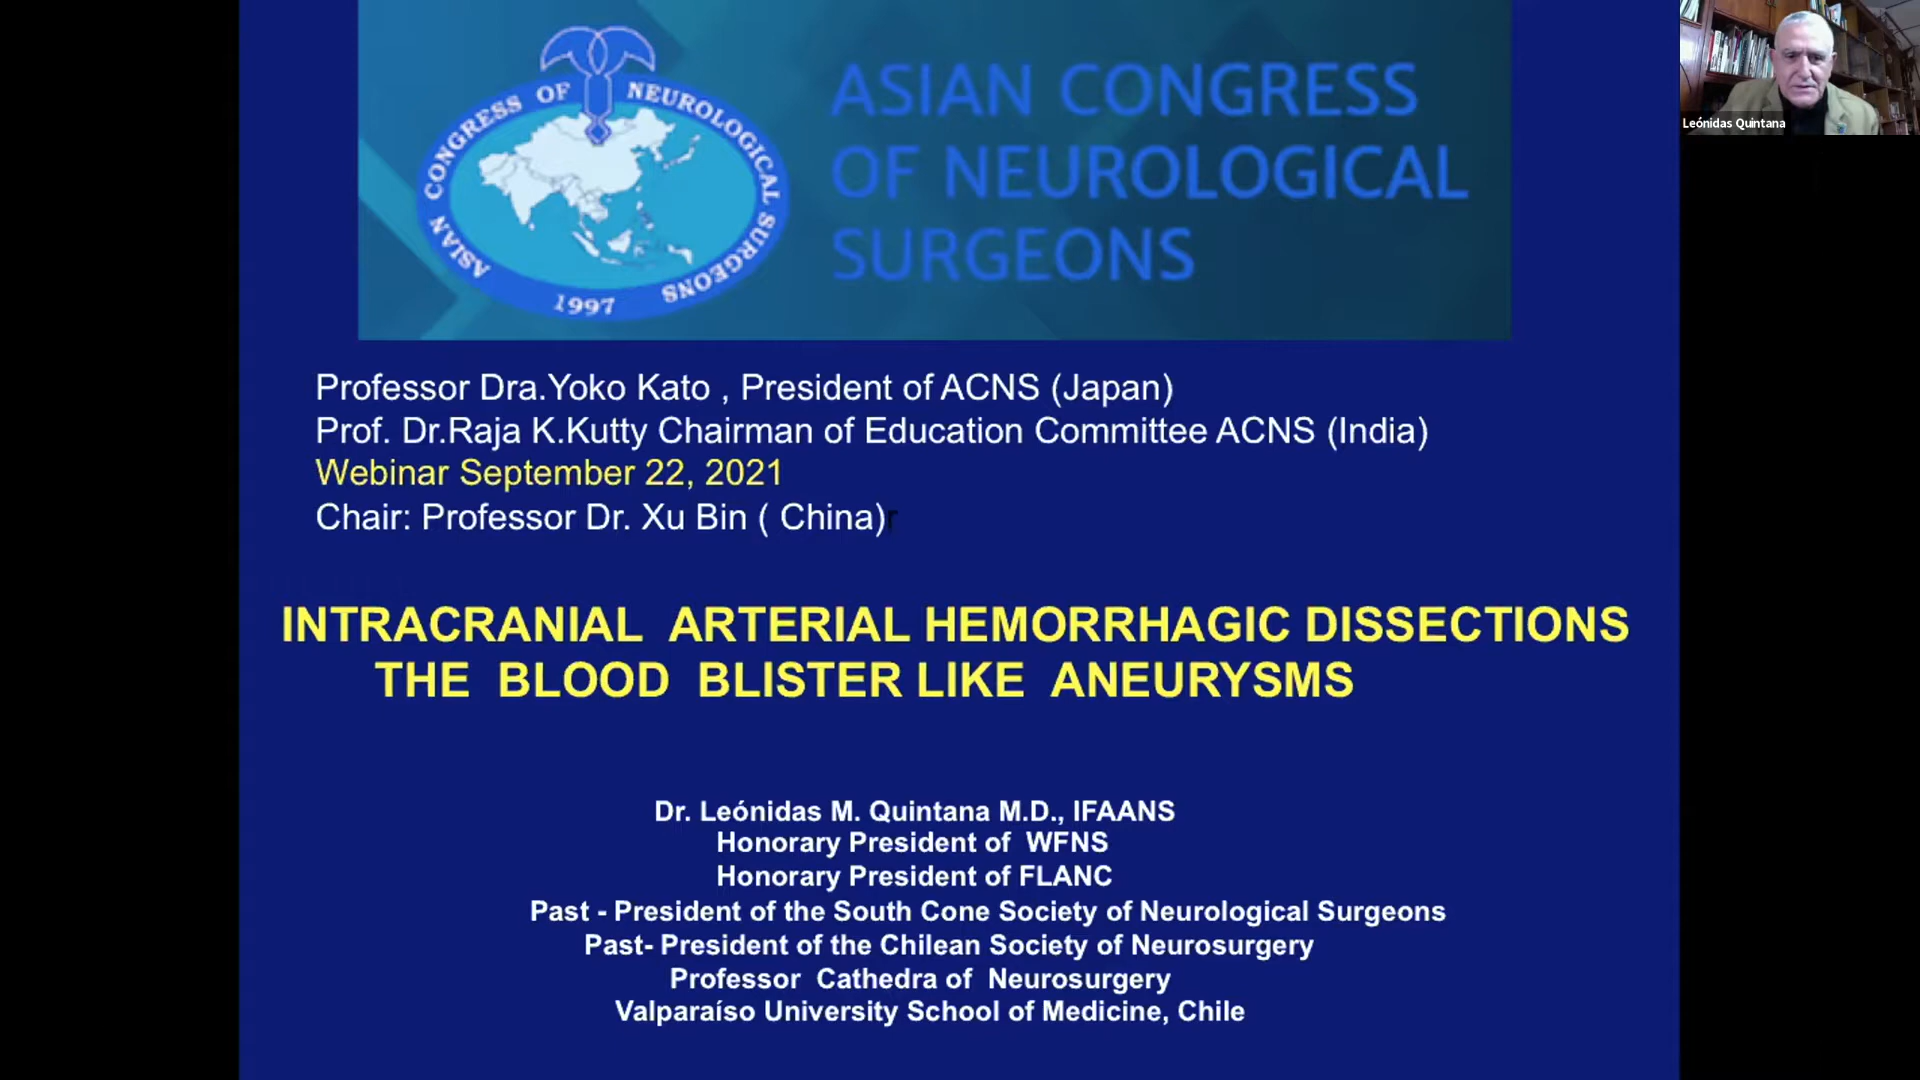 ASIAN CONGRESS OF NEUROLOGICAL SURGEONS
1997
ASIAN CONGRESS
OF NEUROLOGICAL
SURGEONS
Leónidas Quintana
Professor Dra.Yoko Kato , President of ACNS (Japan)
Prof. Dr.Raja K.Kutty Chairman of Education Committee ACNS (India)
Webinar September 22, 2021
Chair: Professor Dr. Xu Bin ( China)r
INTRACRANIAL ARTERIAL HEMORRHAGIC DISSECTIONS
THE BLOOD BLISTER LIKE ANEURYSMS
Dr. Leónidas M. Quintana M.D., IFAANS
Honorary President of WFNS
Honorary President of FLANC
Past - President of the South Cone Society of Neurological Surgeons
Past- President of the Chilean Society of Neurosurgery
Professor Cathedra of Neurosurgery
Valparaíso University School of Medicine, Chile